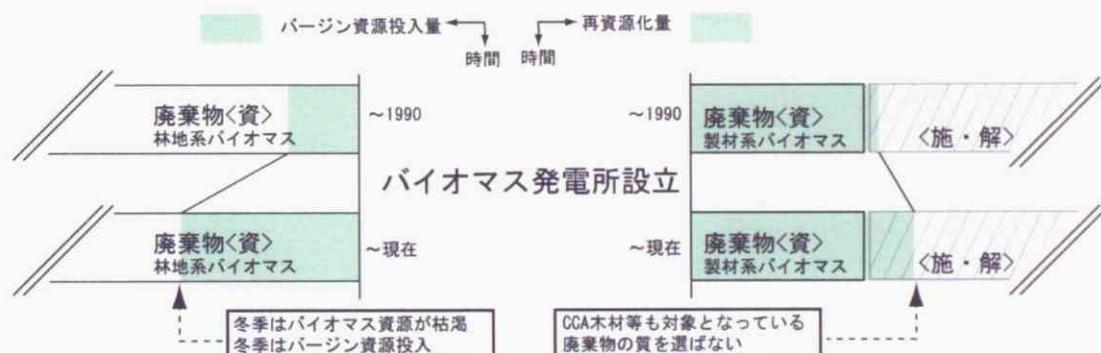 バージン資源投入量
再資源化量
時間 時間
廃棄物<資>
林地系バイオマス
~1990
~1990
廃棄物<資>
製材系バイオマス
<施・解>
バイオマス発電所設立
廃棄物<資>
林地系バイオマス
~現在
~現在
廃棄物<資>
製材系バイオマス
<施・解>
冬季はバイオマス資源が枯渇
冬季はバージン資源投入
CCA木材等も対象となっている
廃棄物の質を選ばない